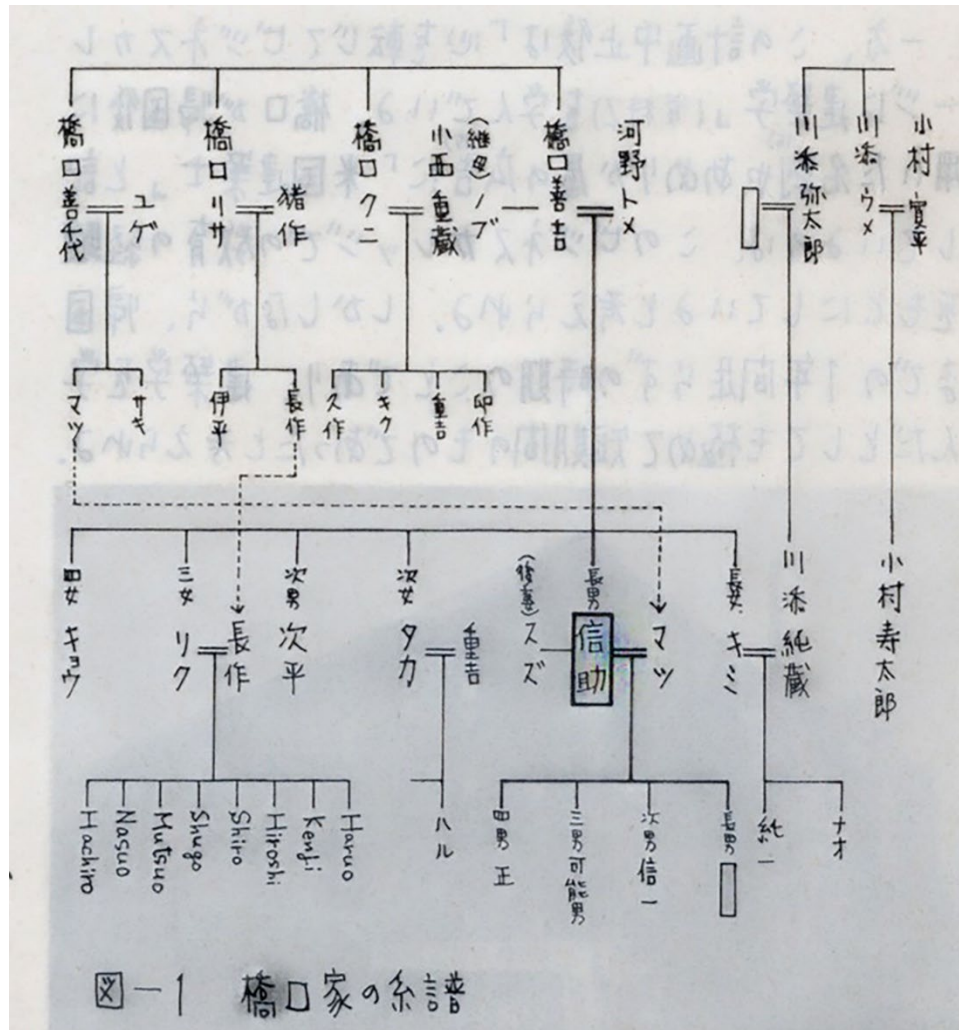 小村寛平
川添ウメ
川添弥太郎
河野トメ
橋口善吉
ノブ
小西重蔵
橋口クニ
猪作
橋口リサ
ユゲ
橋口善千代
卯作
重吉
キク
久作
長作
伊平
サキ
マツ
小村寿太郎
川添純蔵
長女 キミ
マツ
長男 信助
(後妻)スズ
重吉
次女 タカ
次男 次平
長作
三女 リク
四女 キョウ
ナオ
純一
長男
次男 信一
三男 可能男
四男 正
ハル
Haruo
Kenji
Hiroshi
Shiro
Shugo
Mutsuo
Nasuo
Hachiro
図－1 橋口家の系譜